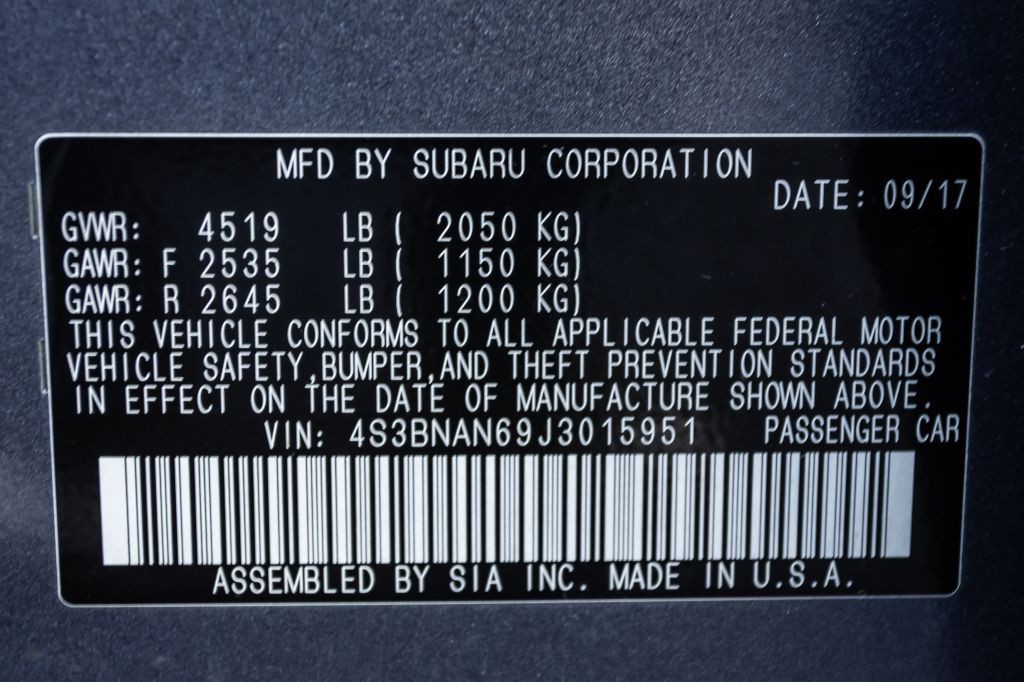 MFD BY SUBARU CORPORATION
DATE: 09/17
GVWR: 4519 LB ( 2050 KG)
GAWR: F 2535 LB ( 1150 KG)
GAWR: R 2645 LB ( 1200 KG)
THIS VEHICLE CONFORMS TO ALL APPLICABLE FEDERAL MOTOR
VEHICLE SAFETY,BUMPER,AND THEFT PREVENTION STANDARDS
IN EFFECT ON THE DATE OF MANUFACTURE SHOWN ABOVE.
VIN: 4S3BNAN69J3015951 PASSENGER CAR
ASSEMBLED BY SIA INC. MADE IN U.S.A.